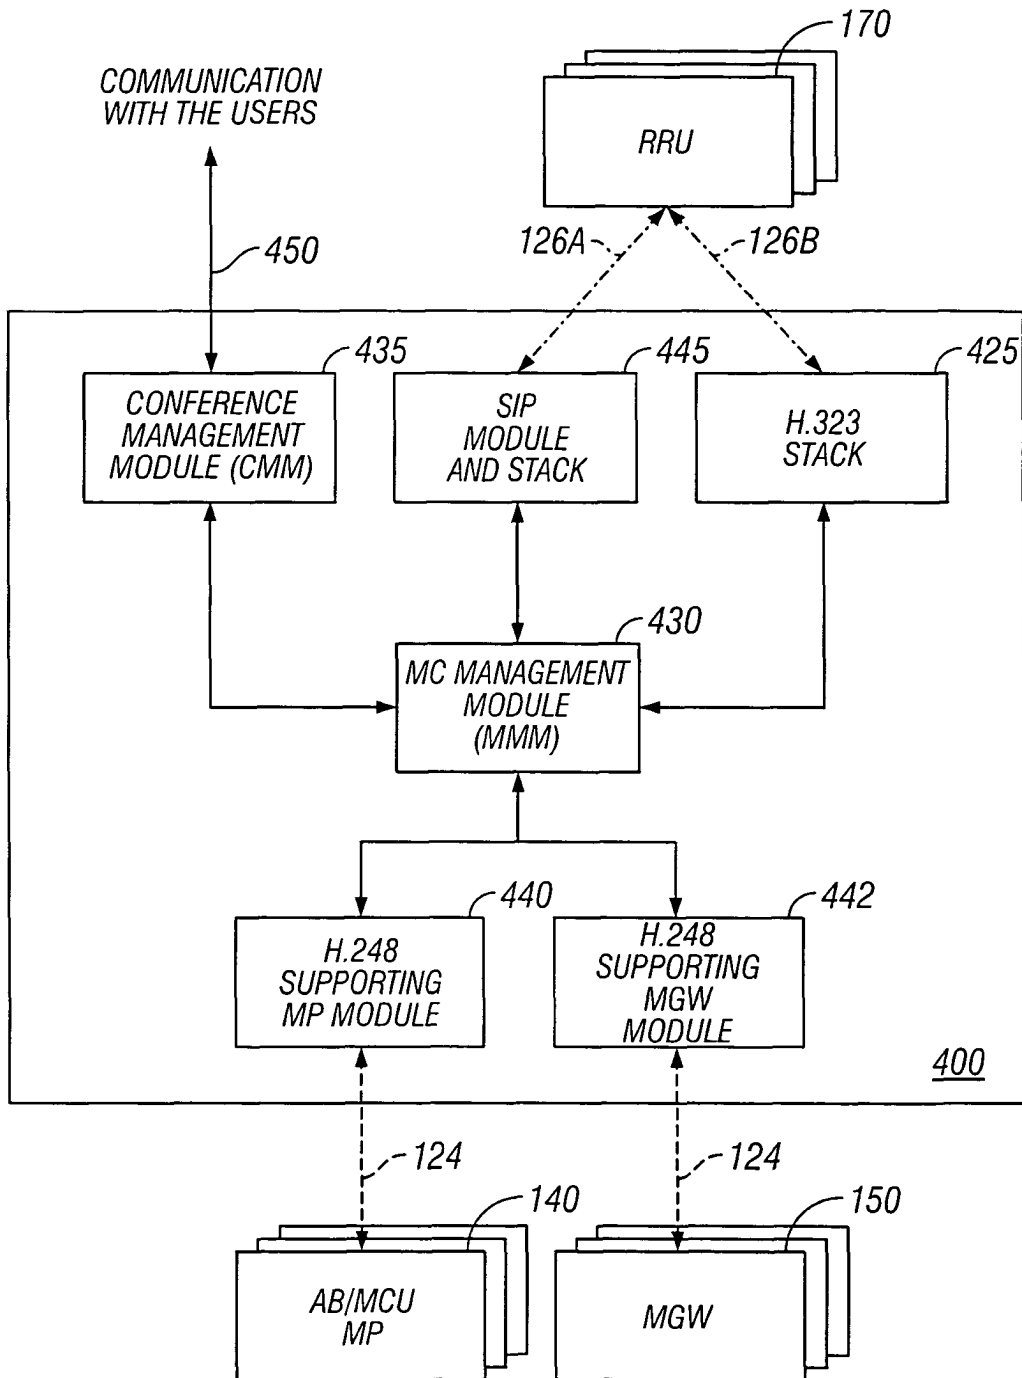 170
COMMUNICATION
WITH THE USERS
RRU
126A
126B
450
435
445
425
CONFERENCE
MANAGEMENT
MODULE (CMM)
SIP
MODULE
AND STACK
H.323
STACK
430
MC MANAGEMENT
MODULE
(MMM)
440
442
H.248
SUPPORTING
MP MODULE
H.248
SUPPORTING
MGW
MODULE
400
124
124
140
150
AB/MCU
MP
MGW